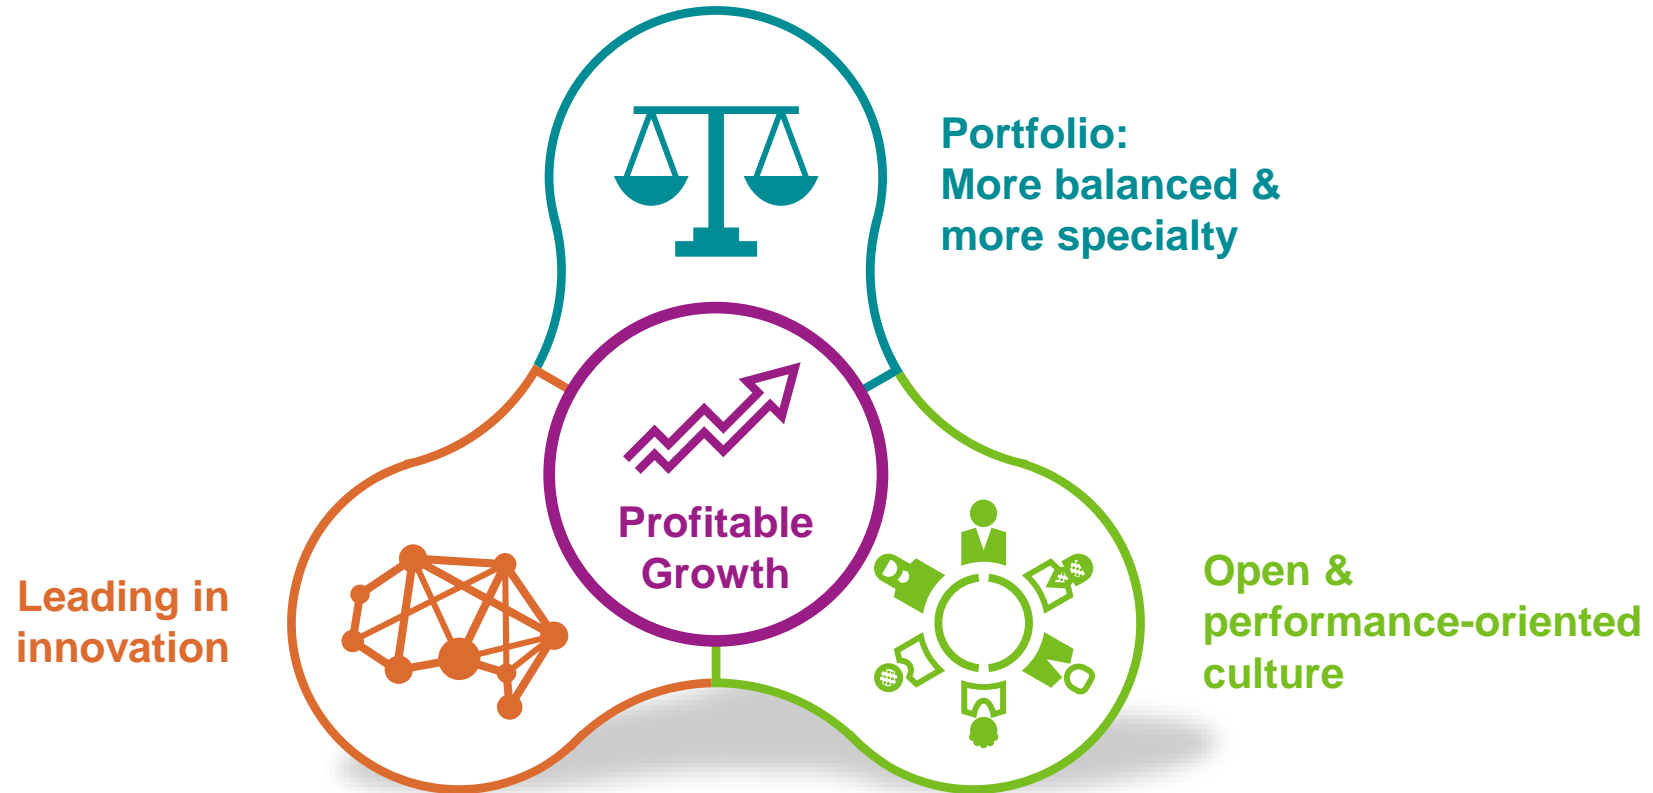 Portfolio:
More balanced &
more specialty
Profitable
Growth
Leading in
innovation
Open &
performance-oriented
culture